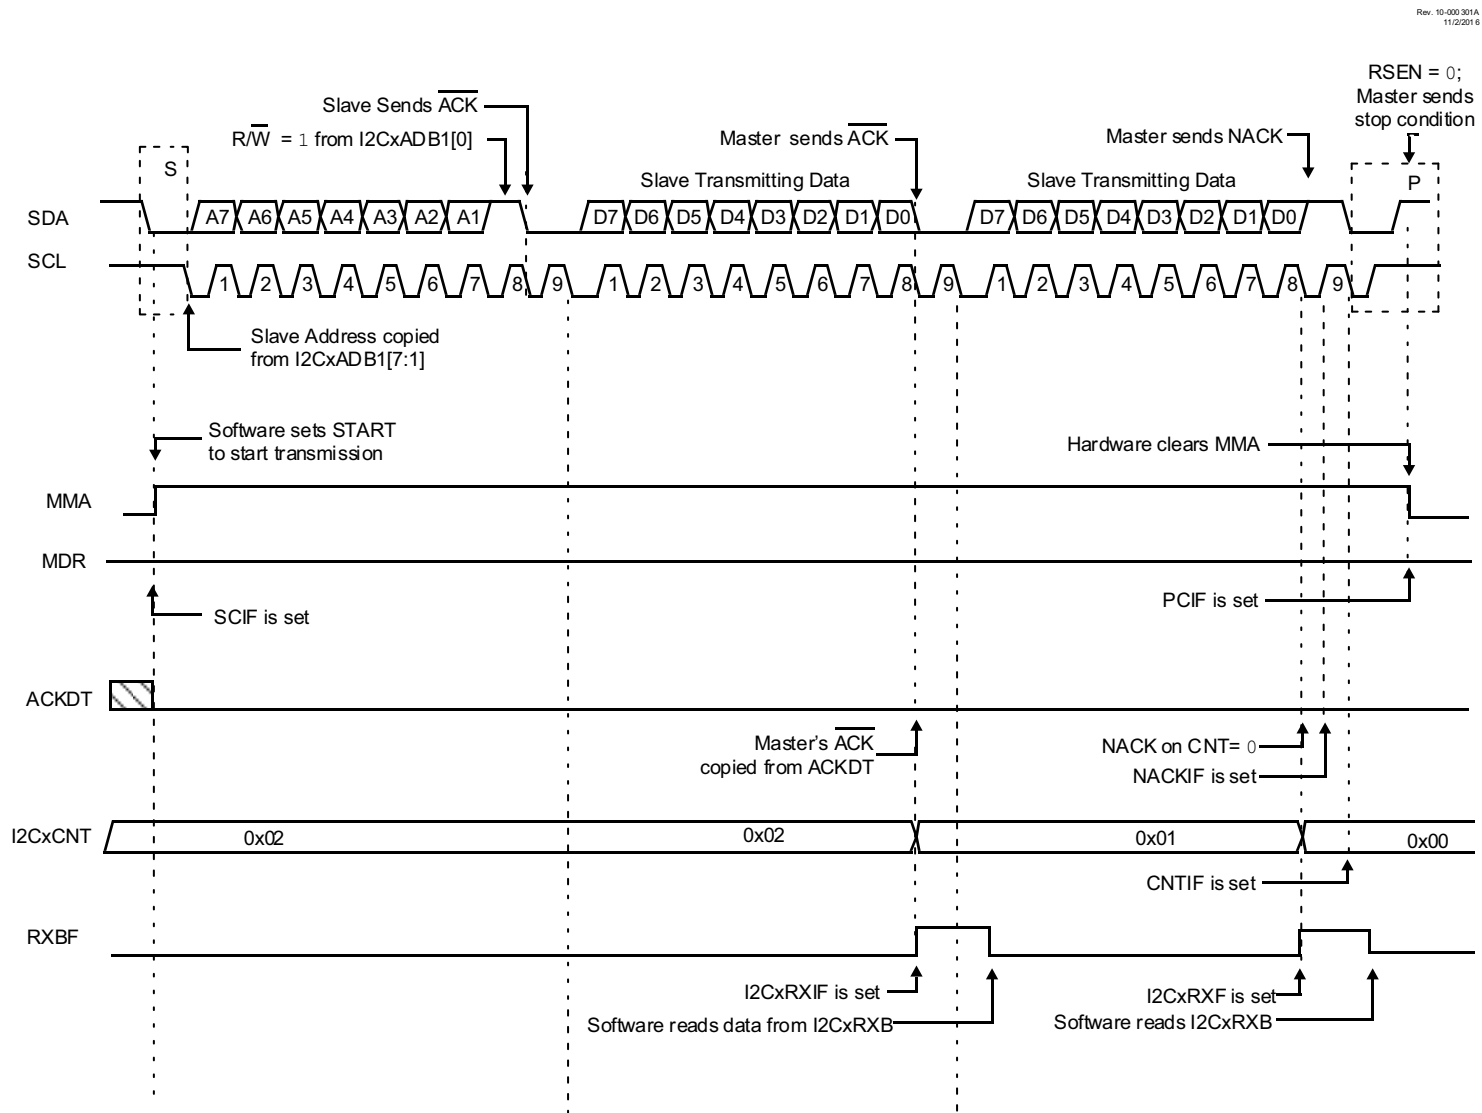 Rev. 10-000301A
11/2/2016
RSEN = 0;
Master sends
stop condition
Slave Sends ACK
R/W = 1 from I2CxADB1[0]
Master sends ACK
Master sends NACK
S
Slave Transmitting Data
Slave Transmitting Data
P
SDA
A7 A6 A5 A4 A3 A2 A1
D7 D6 D5 D4 D3 D2 D1 D0
D7 D6 D5 D4 D3 D2 D1 D0
SCL
1 2 3 4 5 6 7 8 9
1 2 3 4 5 6 7 8 9
1 2 3 4 5 6 7 8 9
Slave Address copied
from I2CxADB1[7:1]
Software sets START
to start transmission
Hardware clears MMA
MMA
MDR
SCIF is set
PCIF is set
ACKDT
Master's ACK
copied from ACKDT
NACK on CNT= 0
NACKIF is set
I2CxCNT
0x02
0x02
0x01
0x00
CNTIF is set
RXBF
I2CxRXIF is set
Software reads data from I2CxRXB
I2CxRXF is set
Software reads I2CxRXB